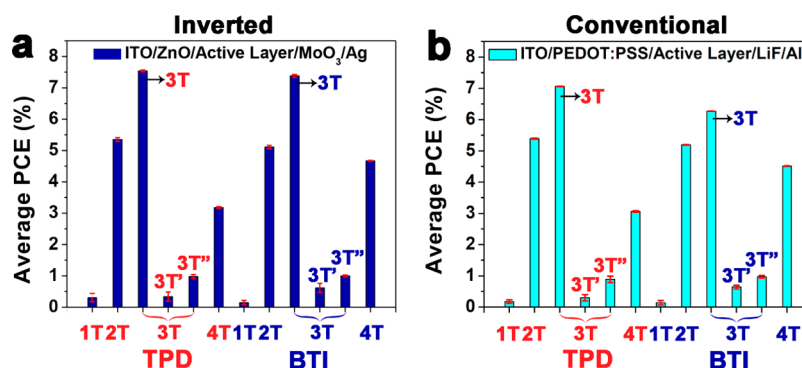 Inverted
a
ITO/ZnO/Active Layer/MoO3/Ag
Average PCE (%)
8
7
6
5
4
3
2
1
0
3T
3T
3T'
3T''
3T'
3T''
1T 2T 3T 4T 1T 2T 3T 4T
TPD BTI
Conventional
b
ITO/PEDOT:PSS/Active Layer/LiF/Al
Average PCE (%)
8
7
6
5
4
3
2
1
0
3T
3T
3T'
3T''
3T'
3T''
1T 2T 3T 4T 1T 2T 3T 4T
TPD BTI